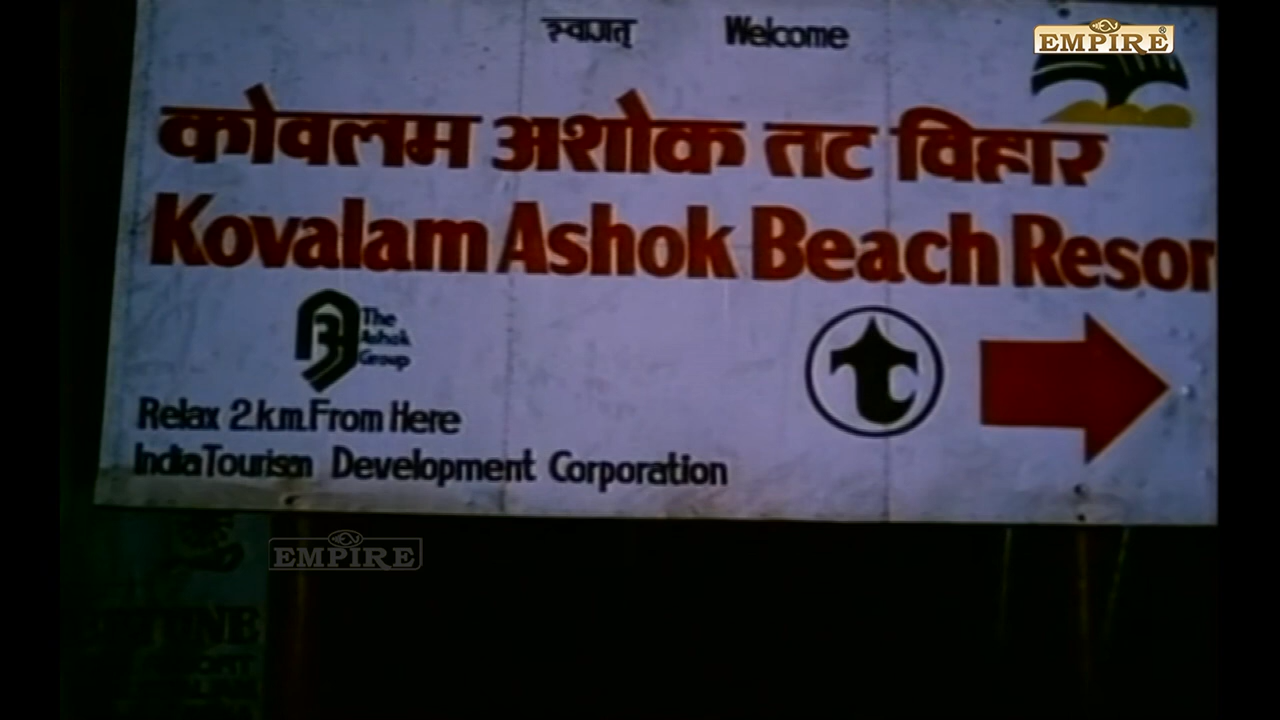 स्वागत् Welcome
EMPIRE
कोवलम अशोक तट विहार
Kovalam Ashok Beach Resor
The
Ashok
Group
Relax 2.k.m.From Here
India Tourism Development Corporation
EMPIRE